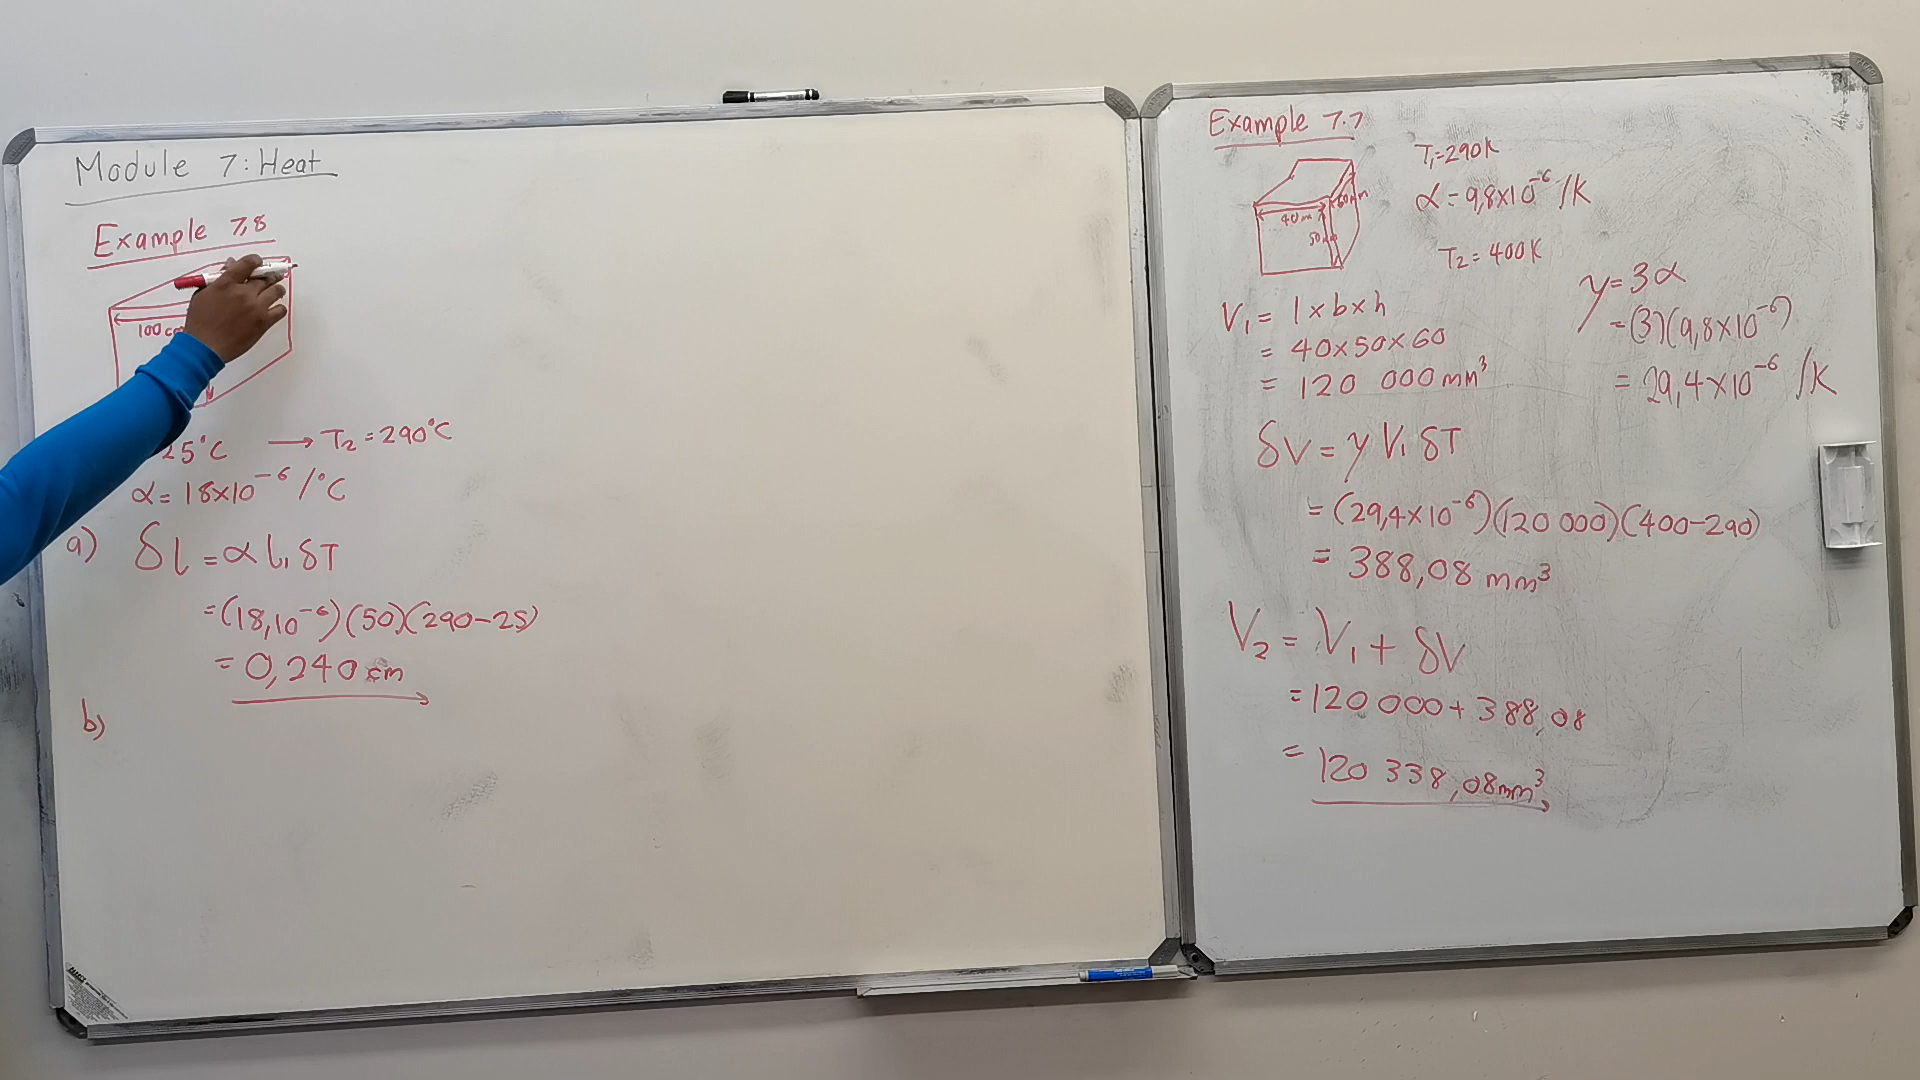 Module 7: Heat
Example 7,8
100 cm
25°C → T₂ = 290°C
α = 18×10⁻⁶ /°C
a) δl = α l₁ δT
= (18,10⁻⁶)(50)(290-25)
= 0,240 cm
b)
Example 7.7
T₁=290K
α = 9,8×10⁻⁶ /K
40mm
60mm
50mm
T₂ = 400K
V₁ = l×b×h
= 40×50×60
= 120 000 mm³
γ = 3α
= (3)(9,8×10⁻⁶)
= 29,4×10⁻⁶ /K
δV = γ V₁ δT
= (29,4×10⁻⁶)(120 000)(400-290)
= 388,08 mm³
V₂ = V₁ + δV
= 120 000 + 388,08
= 120 338,08mm³